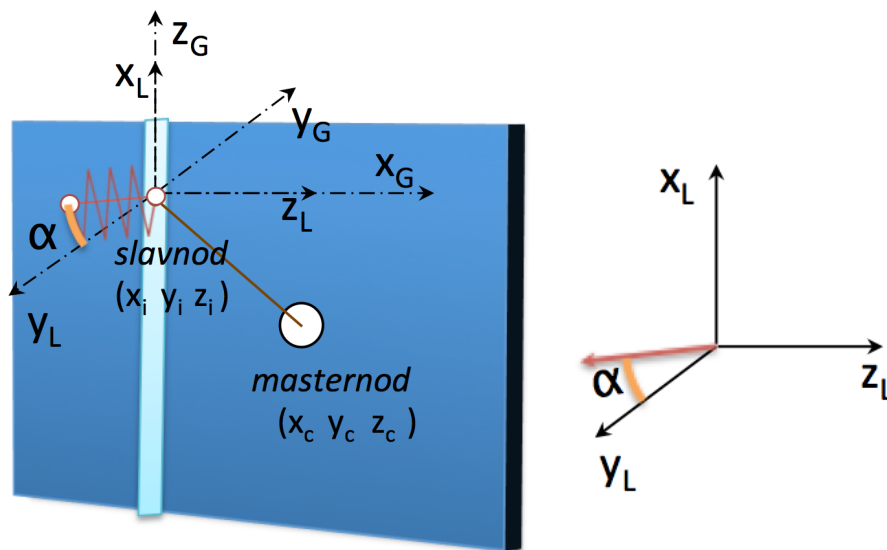 z_G
x_L
y_G
x_G
z_L
α
slavnod
(x_i y_i z_i)
y_L
masternod
(x_c y_c z_c)
x_L
α
z_L
y_L